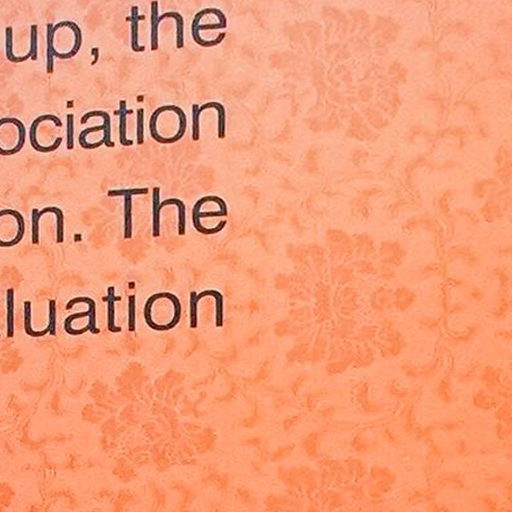 up, the
ociation
on. The
luation